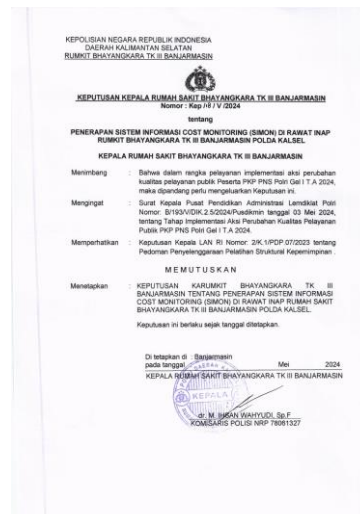 KEPOLISIAN NEGARA REPUBLIK INDONESIA
DAERAH KALIMANTAN SELATAN
RUMKIT BHAYANGKARA TK III BANJARMASIN
KEPUTUSAN KEPALA RUMAH SAKIT BHAYANGKARA TK III BANJARMASIN
Nomor : Kep / V /2024
tentang
PENERAPAN SISTEM INFORMASI COST MONITORING (SIMON) DI RAWAT INAP
RUMKIT BHAYANGKARA TK III BANJARMASIN POLDA KALSEL
KEPALA RUMAH SAKIT BHAYANGKARA TK III BANJARMASIN
Menimbang : Bahwa dalam rangka pelayanan implementasi aksi perubahan
kualitas pelayanan publik Peserta PKP PNS Polri Gel I T.A 2024,
maka dipandang perlu mengeluarkan Keputusan ini.
Mengingat : Surat Kepala Pusat Pendidikan Administrasi Lemdiklat Polri
Nomor: B/193/V/DIK.2.5/2024/Pusdikmin tanggal 03 Mei 2024,
tentang Tahap Implementasi Aksi Perubahan Kualitas Pelayanan
Publik PKP PNS Polri Gel I T.A 2024.
Memperhatikan : Keputusan Kepala LAN RI Nomor: 2/K.1/PDP.07/2023 tentang
Pedoman Penyelenggaraan Pelatihan Struktural Kepemimpinan .
M E M U T U S K A N
Menetapkan : KEPUTUSAN KARUMKIT BHAYANGKARA TK III
BANJARMASIN TENTANG PENERAPAN SISTEM INFORMASI
COST MONITORING (SIMON) DI RAWAT INAP RUMAH SAKIT
BHAYANGKARA TK III BANJARMASIN POLDA KALSEL.
Keputusan ini berlaku sejak tanggal ditetapkan.
Di tetapkan di : Banjarmasin
pada tanggal Mei 2024
KEPALA RUMAH SAKIT BHAYANGKARA TK III BANJARMASIN
KEPALA
dr. M. IHSAN WAHYUDI, Sp.F
KOMISARIS POLISI NRP 78081327